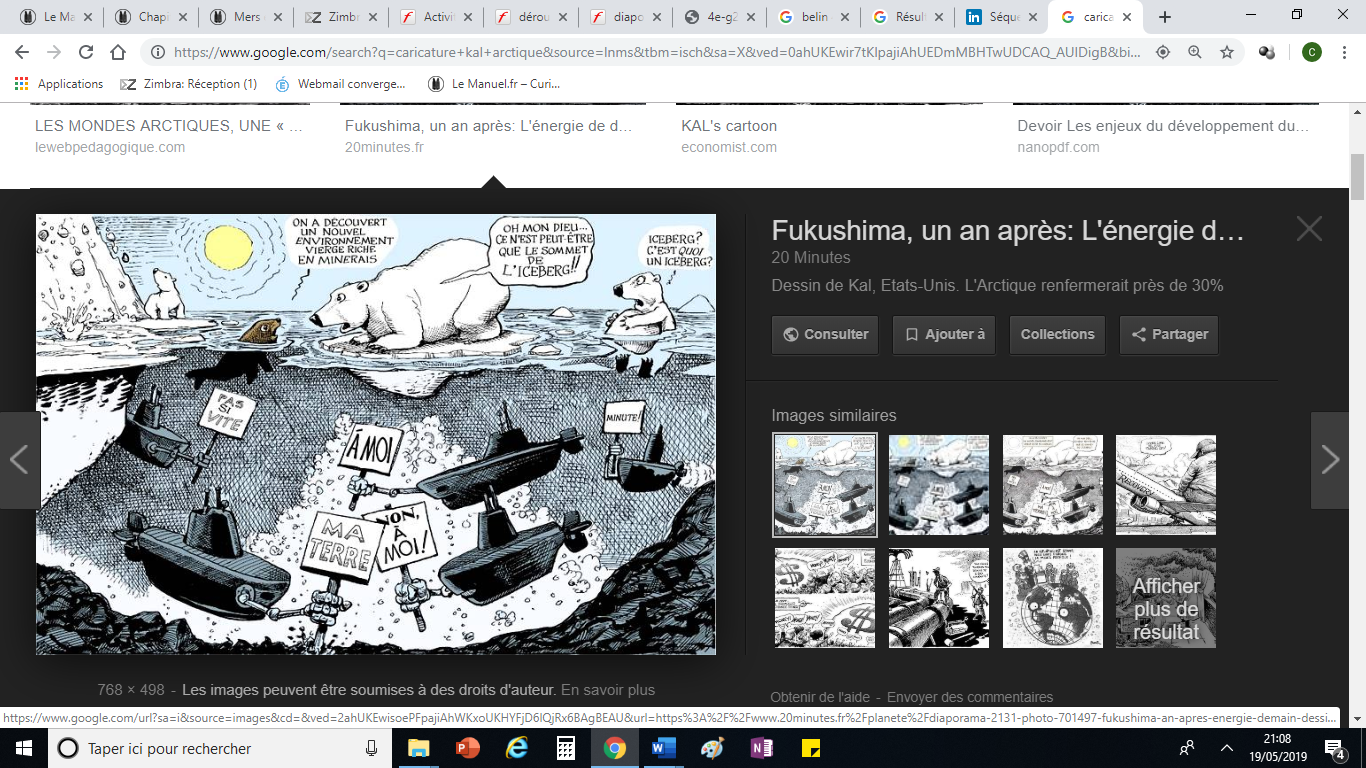 Le Ma
Chapi
Mers
Zimbr
Activit
dérou
diapo
4e-g2
belin
Résult
Séque
carica
https://www.google.com/search?q=caricature+kal+arctique&source=lnms&tbm=isch&sa=X&ved=0ahUKEwir7tKlpajiAhUEDmMBHTwUDCAQ_AUIDigB&bi...
C
Applications
Zimbra: Réception (1)
Webmail converge...
Le Manuel.fr – Curi...
LES MONDES ARCTIQUES, UNE « ...
lewebpedagogique.com
Fukushima, un an après: L'énergie de d...
20minutes.fr
KAL's cartoon
economist.com
Devoir Les enjeux du développement du...
nanopdf.com
ON A DÉCOUVERT
UN NOUVEL
ENVIRONNEMENT
VIERGE RICHE
EN MINERAIS
OH MON DIEU...
CE N'EST PEUT-ÊTRE
QUE LE SOMMET
DE
L'ICEBERG!!
ICEBERG?
C'EST QUOI
UN ICEBERG?
PAS
SI
VITE
À MOI
MINUTE!
MA
TERRE
NON,
À
MOI!
768 × 498 - Les images peuvent être soumises à des droits d'auteur. En savoir plus
Fukushima, un an après: L'énergie d...
20 Minutes
Dessin de Kal, Etats-Unis. L'Arctique renfermerait près de 30%
Consulter
Ajouter à
Collections
Partager
Images similaires
Afficher
plus de
résultat
Obtenir de l'aide - Envoyer des commentaires
https://www.google.com/url?sa=i&source=images&cd=&ved=2ahUKEwisoePFpajiAhWKxoUKHYFjD6IQjRx6BAgBEAU&url=https%3A%2F%2Fwww.20minutes.fr%2Fplanete%2Fdiaporama-2131-photo-701497-fukushima-an-apres-energie-demain-dessi...
Taper ici pour rechercher
21:08
19/05/2019
4